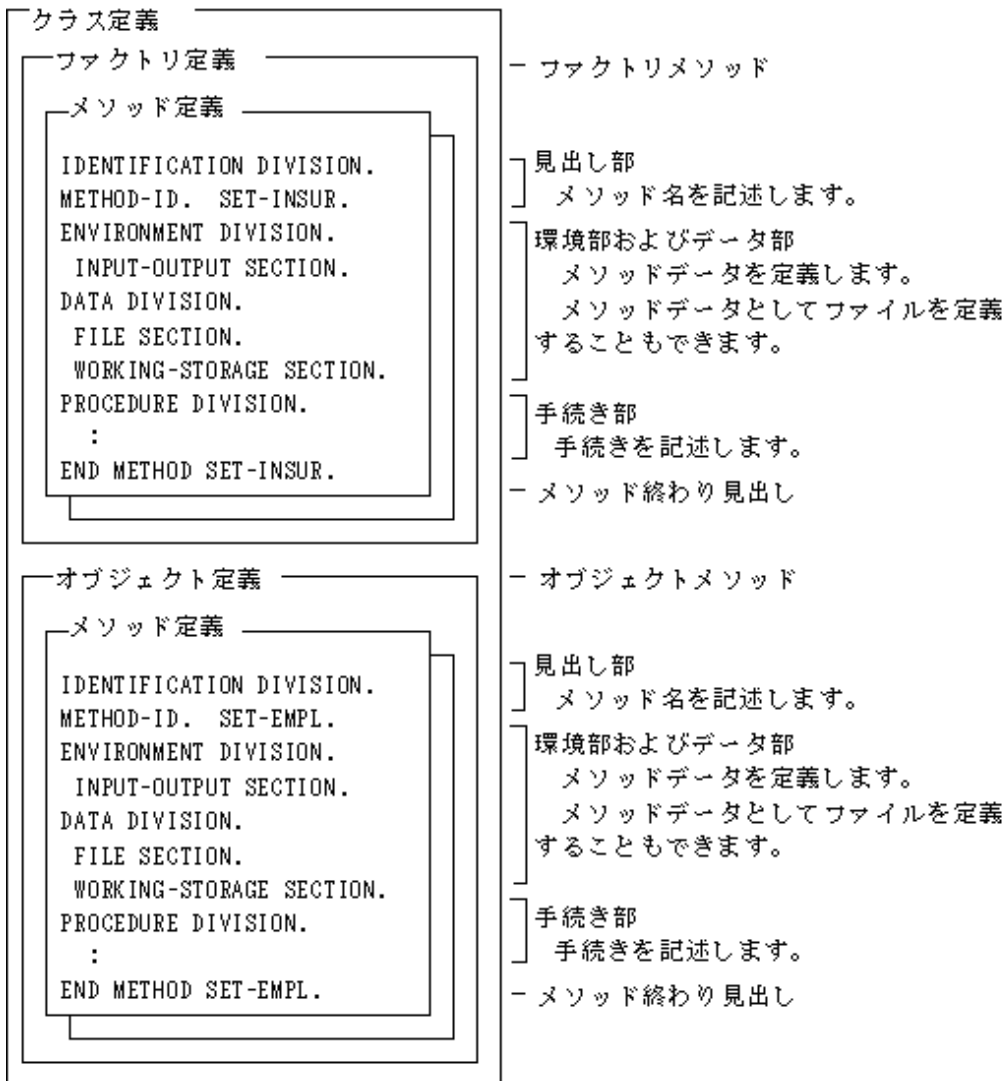 クラス定義
ファクトリ定義
－ ファクトリメソッド
メソッド定義
IDENTIFICATION DIVISION.
METHOD-ID.  SET-INSUR.
見出し部
メソッド名を記述します。
ENVIRONMENT DIVISION.
INPUT-OUTPUT SECTION.
DATA DIVISION.
FILE SECTION.
WORKING-STORAGE SECTION.
環境部およびデータ部
メソッドデータを定義します。
メソッドデータとしてファイルを定義
することもできます。
PROCEDURE DIVISION.
:
手続き部
手続きを記述します。
END METHOD SET-INSUR.
－ メソッド終わり見出し
オブジェクト定義
－ オブジェクトメソッド
メソッド定義
IDENTIFICATION DIVISION.
METHOD-ID.  SET-EMPL.
見出し部
メソッド名を記述します。
ENVIRONMENT DIVISION.
INPUT-OUTPUT SECTION.
DATA DIVISION.
FILE SECTION.
WORKING-STORAGE SECTION.
環境部およびデータ部
メソッドデータを定義します。
メソッドデータとしてファイルを定義
することもできます。
PROCEDURE DIVISION.
:
手続き部
手続きを記述します。
END METHOD SET-EMPL.
－ メソッド終わり見出し